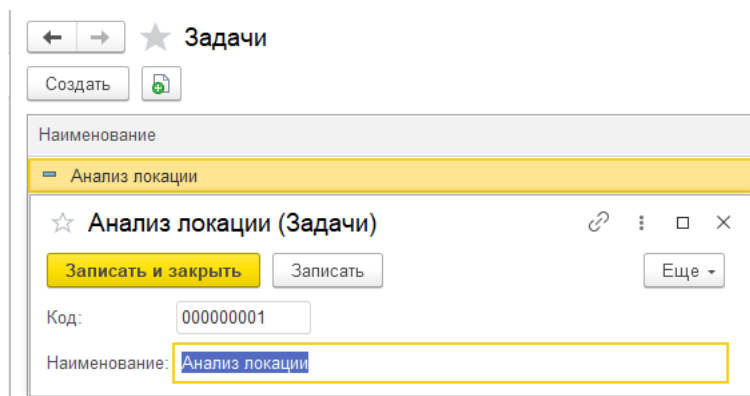 Задачи
Создать
Наименование
Анализ локации
Анализ локации (Задачи)
Записать и закрыть Записать Еще
Код: 000000001
Наименование: Анализ локации